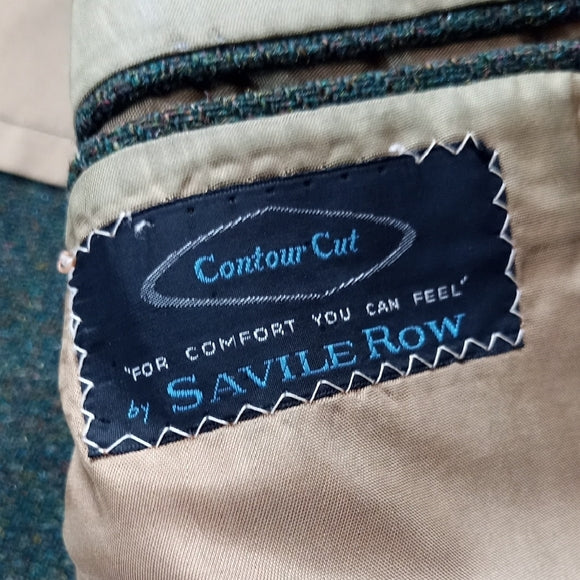 Contour Cut
"FOR COMFORT YOU CAN FEEL"
by SAVILE ROW